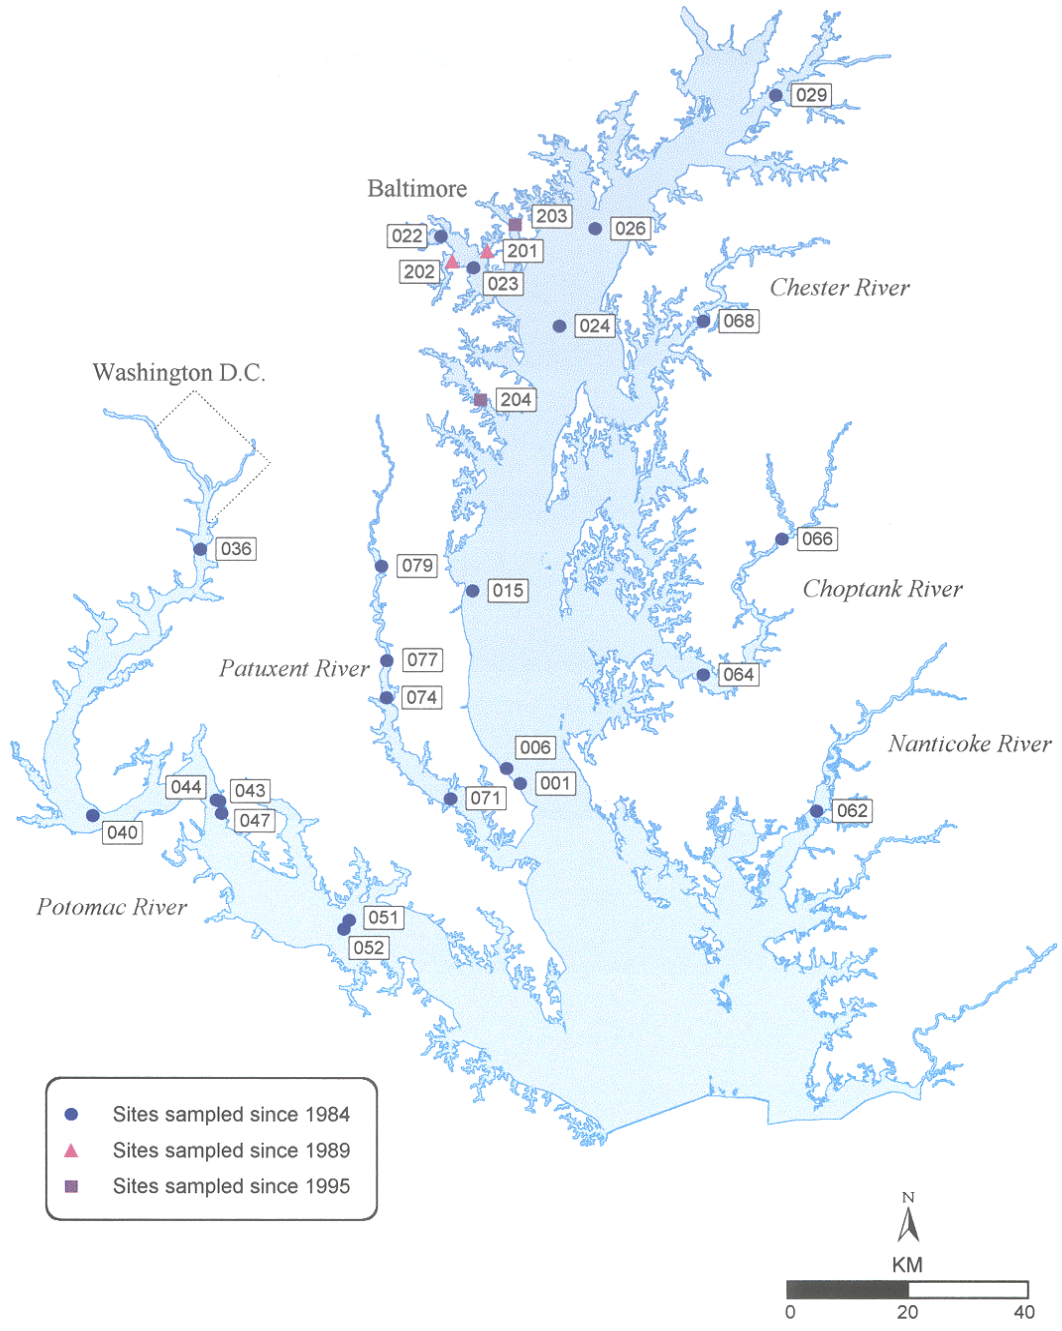 029
Baltimore
203
022
026
201
202
023
Chester River
068
024
Washington D.C.
204
036
066
079
015
Choptank River
077
Patuxent River
064
074
Nanticoke River
006
001
044
043
071
062
047
040
Potomac River
051
052
Sites sampled since 1984
Sites sampled since 1989
Sites sampled since 1995
N
KM
0 20 40